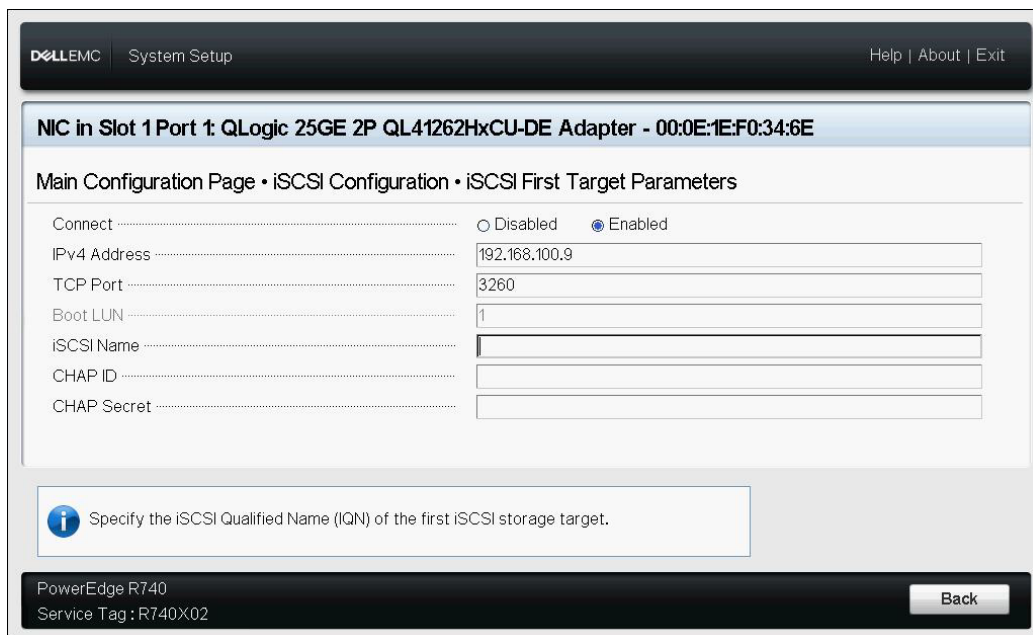 DELLEMC System Setup Help | About | Exit
NIC in Slot 1 Port 1: QLogic 25GE 2P QL41262HxCU-DE Adapter - 00:0E:1E:F0:34:6E
Main Configuration Page • iSCSI Configuration • iSCSI First Target Parameters
Connect Disabled Enabled
IPv4 Address 192.168.100.9
TCP Port 3260
Boot LUN 1
iSCSI Name
CHAP ID
CHAP Secret
Specify the iSCSI Qualified Name (IQN) of the first iSCSI storage target.
PowerEdge R740
Service Tag : R740X02
Back